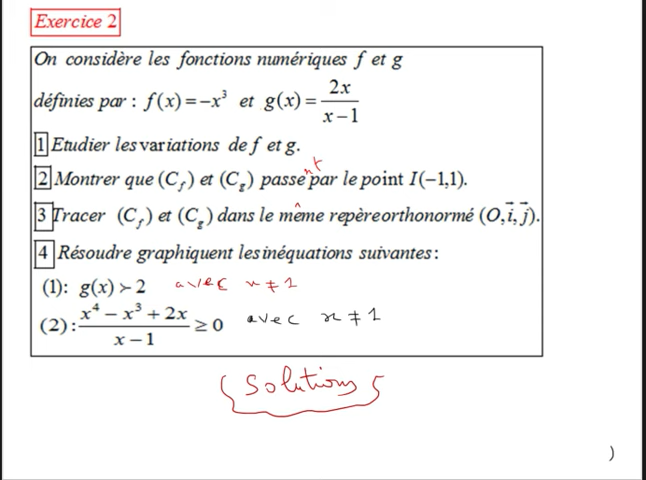 Exercice 2
On considère les fonctions numériques f et g
définies par : f(x) = −x³ et g(x) = 2x / x−1
1 Etudier les variations de f et g.
2 Montrer que (C_f) et (C_g) passent par le point I(−1,1).
3 Tracer (C_f) et (C_g) dans le même repère orthonormé (O, i⃗, j⃗).
4 Résoudre graphiquent les inéquations suivantes :
(1): g(x) ≻ 2 avec x ≠ 1
(2): x⁴ − x³ + 2x / x − 1 ≥ 0 avec x ≠ 1
{ Solutions }
)